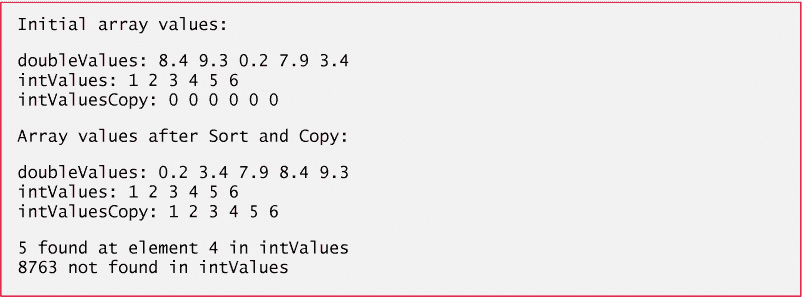 Initial array values:
doubleValues: 8.4 9.3 0.2 7.9 3.4
intValues: 1 2 3 4 5 6
intValuesCopy: 0 0 0 0 0 0
Array values after Sort and Copy:
doubleValues: 0.2 3.4 7.9 8.4 9.3
intValues: 1 2 3 4 5 6
intValuesCopy: 1 2 3 4 5 6
5 found at element 4 in intValues
8763 not found in intValues